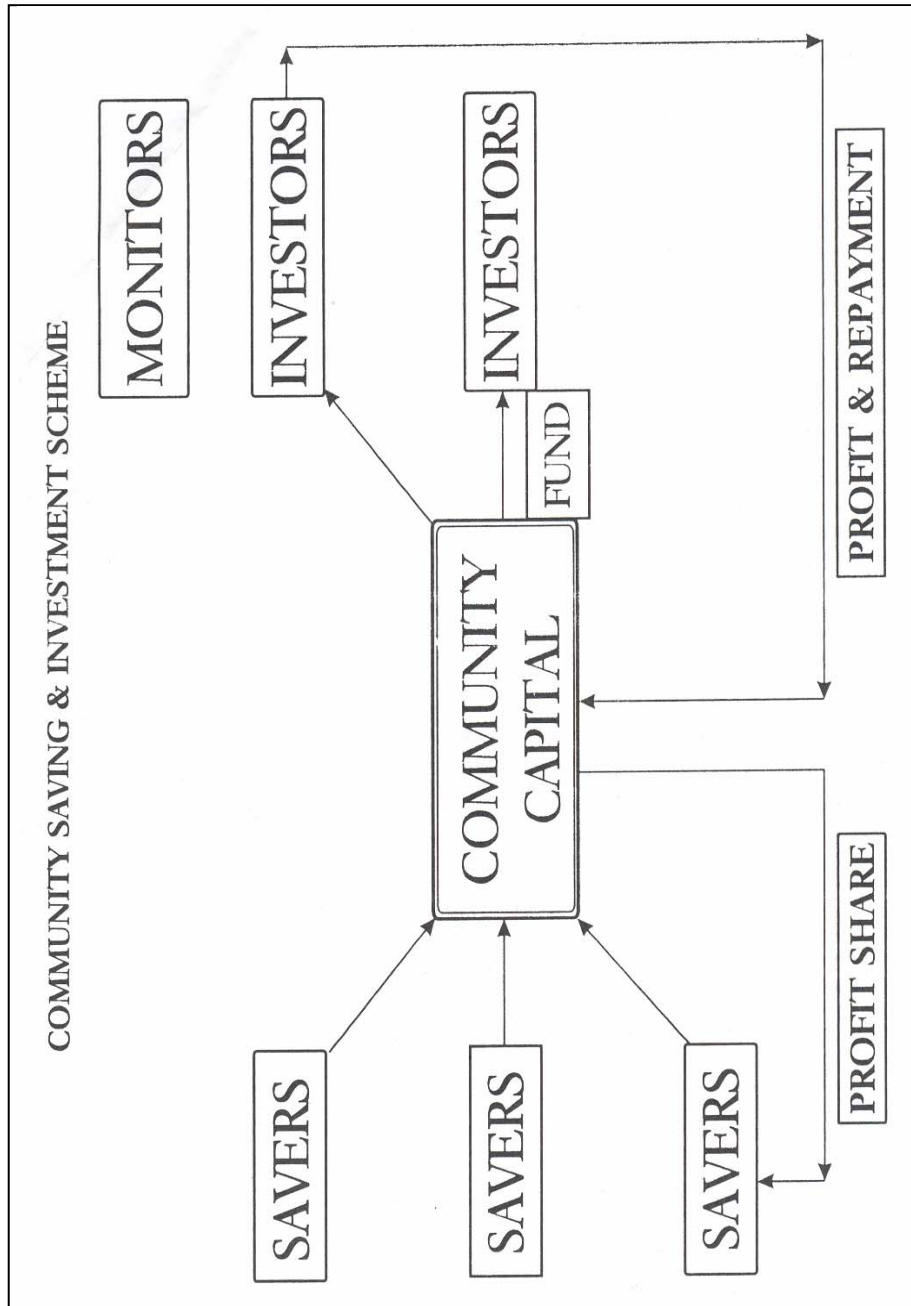 COMMUNITY SAVING & INVESTMENT SCHEME
MONITORS
SAVERS
INVESTORS
SAVERS
COMMUNITY
CAPITAL
FUND
INVESTORS
SAVERS
PROFIT SHARE
PROFIT & REPAYMENT